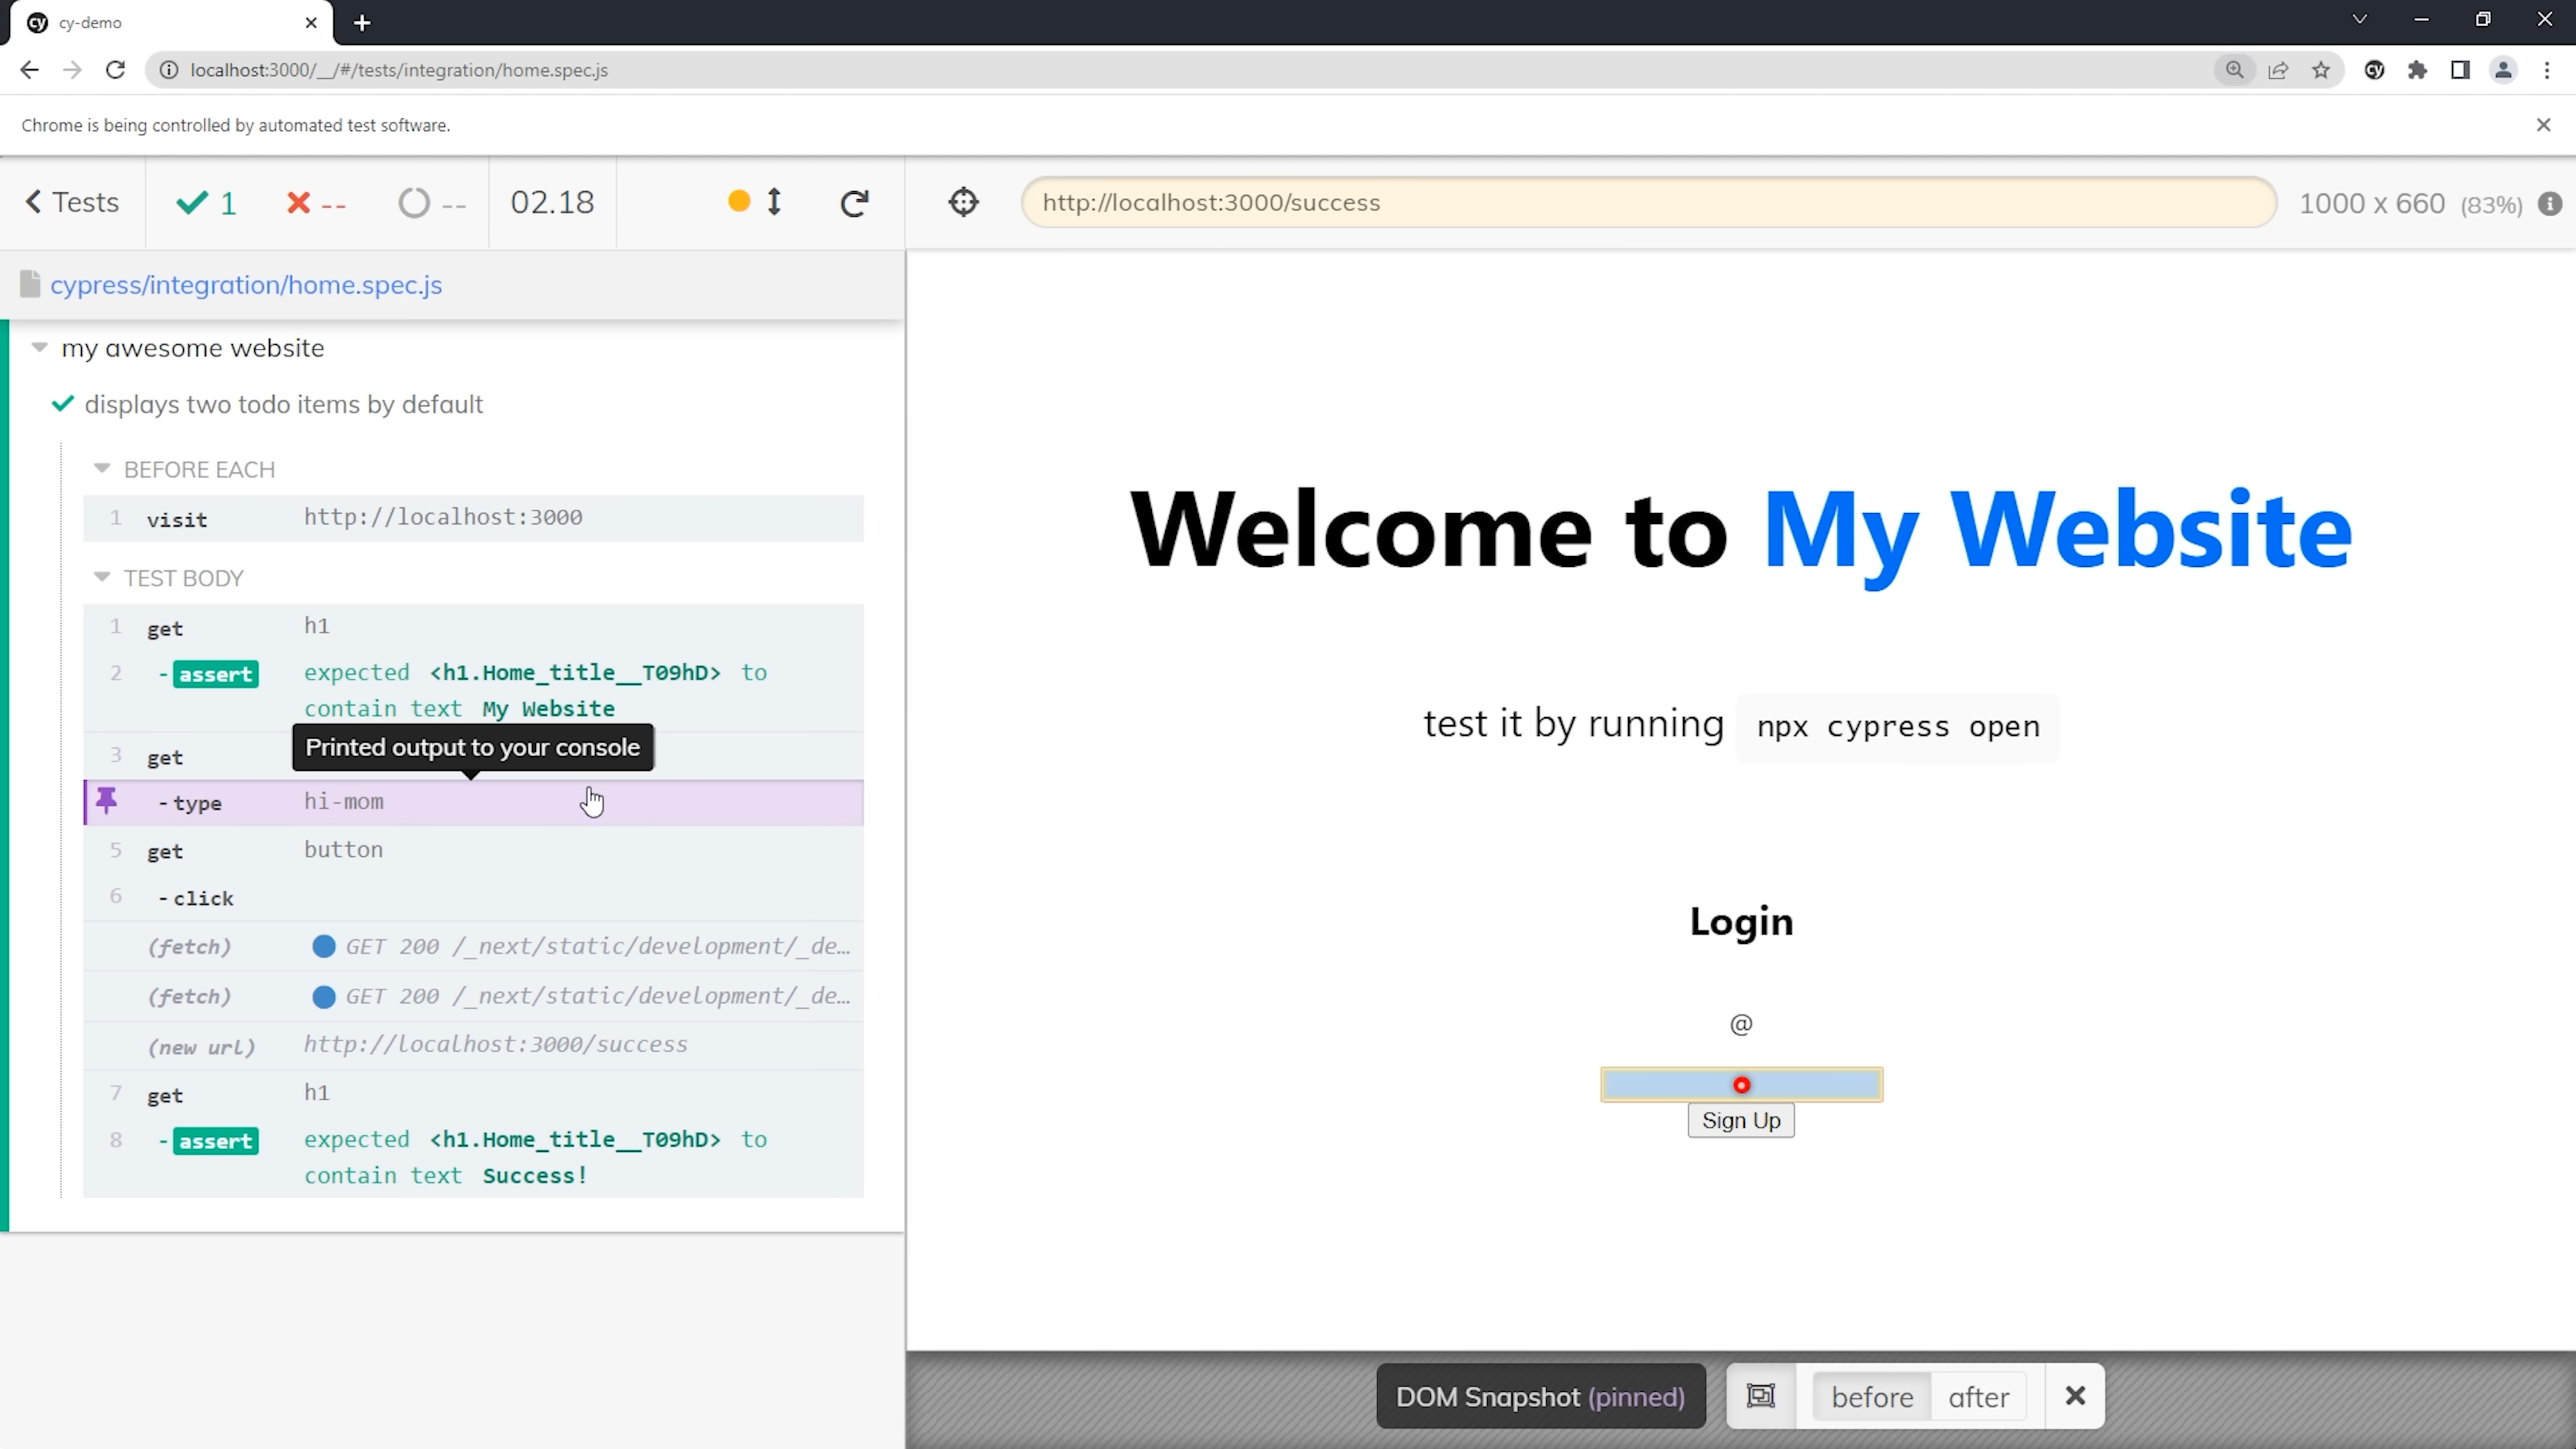 cy-demo
localhost:3000/__/#/tests/integration/home.spec.js
Chrome is being controlled by automated test software.
Tests
1
--
--
02.18
http://localhost:3000/success
1000 x 660 (83%)
cypress/integration/home.spec.js
my awesome website
displays two todo items by default
BEFORE EACH
1 visit http://localhost:3000
TEST BODY
1 get h1
2 -assert expected <h1.Home_title__T09hD> to
contain text My Website
Printed output to your console
3 get
-type hi-mom
5 get button
6 -click
(fetch) GET 200 /_next/static/development/_de…
(fetch) GET 200 /_next/static/development/_de…
(new url) http://localhost:3000/success
7 get h1
8 -assert expected <h1.Home_title__T09hD> to
contain text Success!
Welcome to My Website
test it by running npx cypress open
Login
@
Sign Up
DOM Snapshot (pinned)
before after